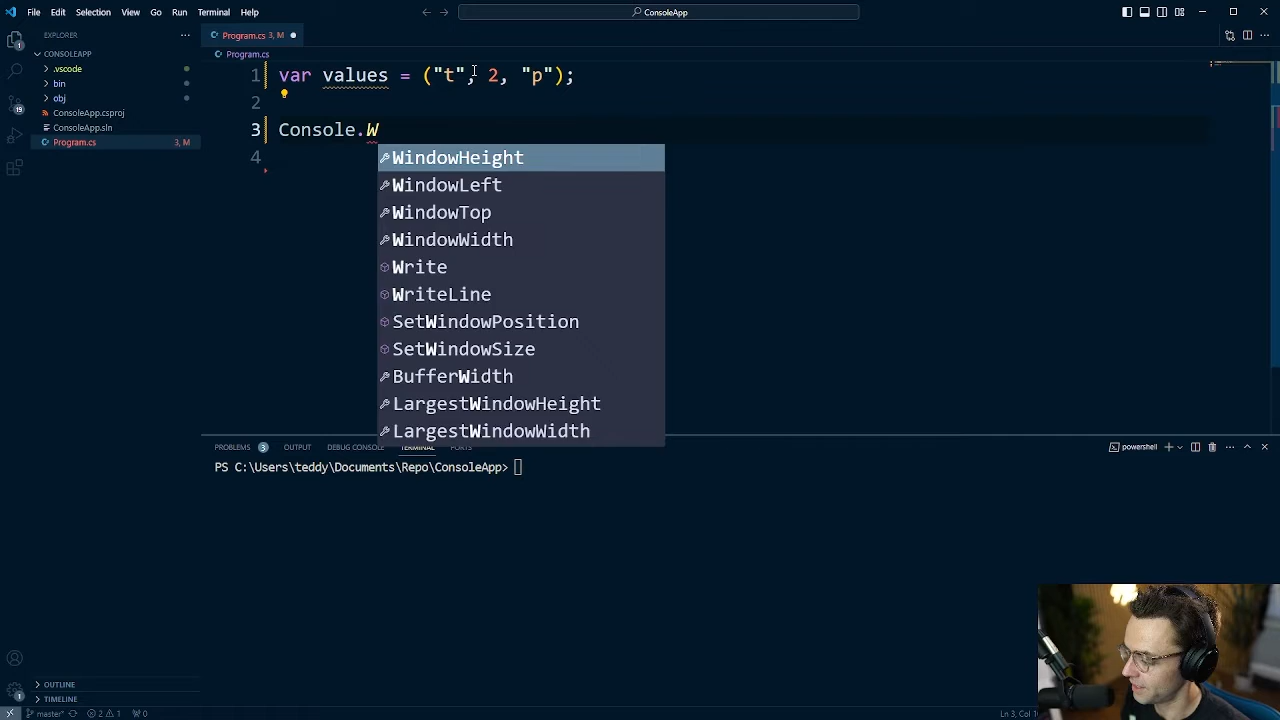 File Edit Selection View Go Run Terminal Help
ConsoleApp
EXPLORER
Program.cs 3, M
CONSOLEAPP
Program.cs
.vscode
bin
obj
ConsoleApp.csproj
ConsoleApp.sln
Program.cs 3, M
1 var values = ("t", 2, "p");
2
3 Console.W
4
WindowHeight
WindowLeft
WindowTop
WindowWidth
Write
WriteLine
SetWindowPosition
SetWindowSize
BufferWidth
LargestWindowHeight
LargestWindowWidth
PROBLEMS 3 OUTPUT DEBUG CONSOLE TERMINAL PORTS
powershell
PS C:\Users\teddy\Documents\Repo\ConsoleApp>
1
19
1
OUTLINE
TIMELINE
master* 2 1 0
Ln 3,